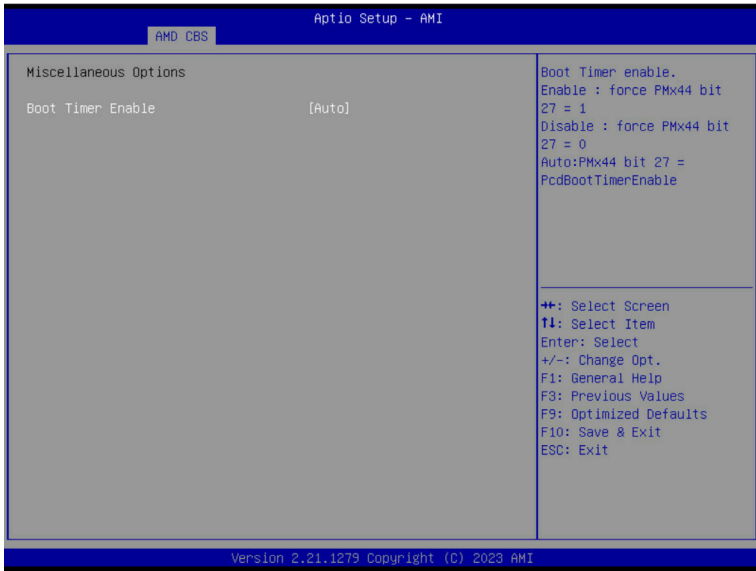 Aptio Setup - AMI
AMD CBS
Miscellaneous Options
Boot Timer Enable [Auto]
Boot Timer enable.
Enable : force PMx44 bit
27 = 1
Disable : force PMx44 bit
27 = 0
Auto:PMx44 bit 27 =
PcdBootTimerEnable
→←: Select Screen
↑↓: Select Item
Enter: Select
+/-: Change Opt.
F1: General Help
F3: Previous Values
F9: Optimized Defaults
F10: Save & Exit
ESC: Exit
Version 2.21.1279 Copyright (C) 2023 AMI